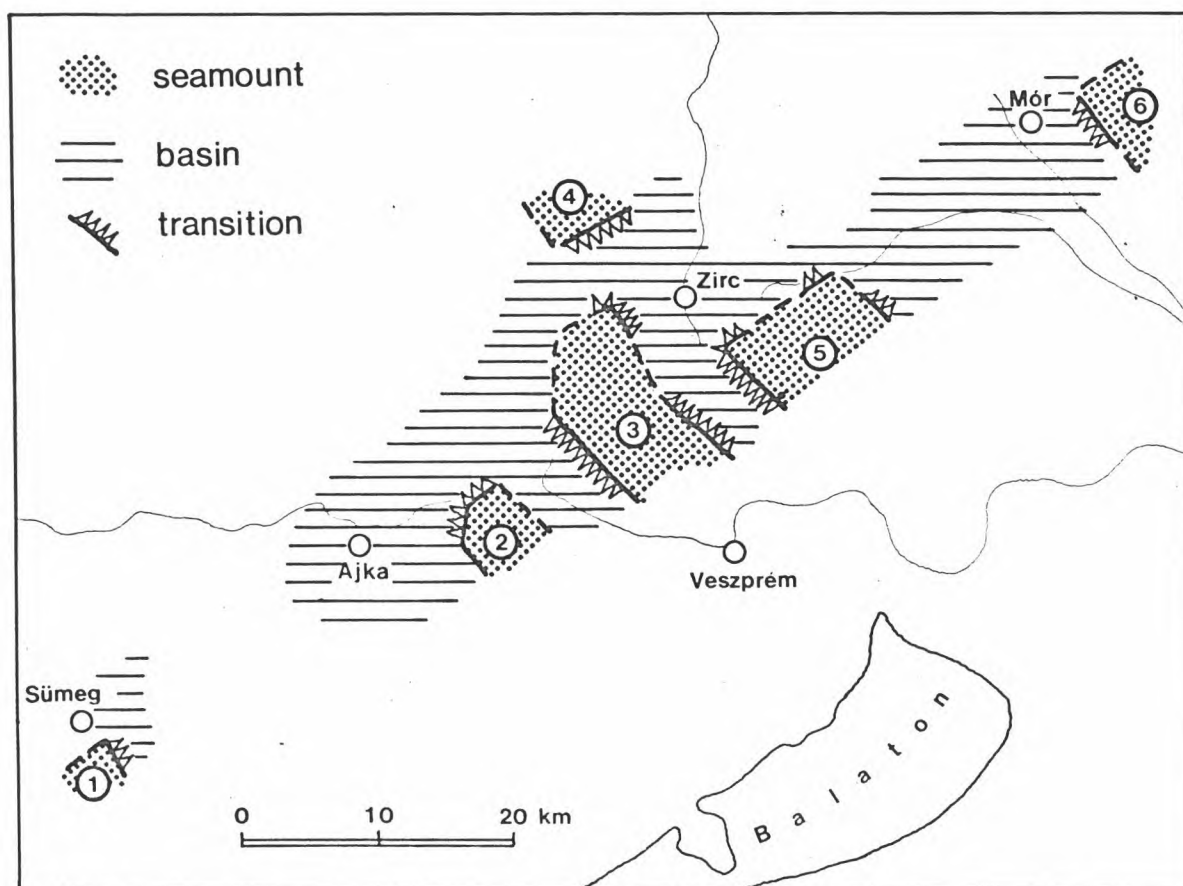 seamount
basin
transition
Mór
6
4
Zirc
5
3
2
Ajka
Veszprém
Sümeg
1
0 10 20 km
Balaton